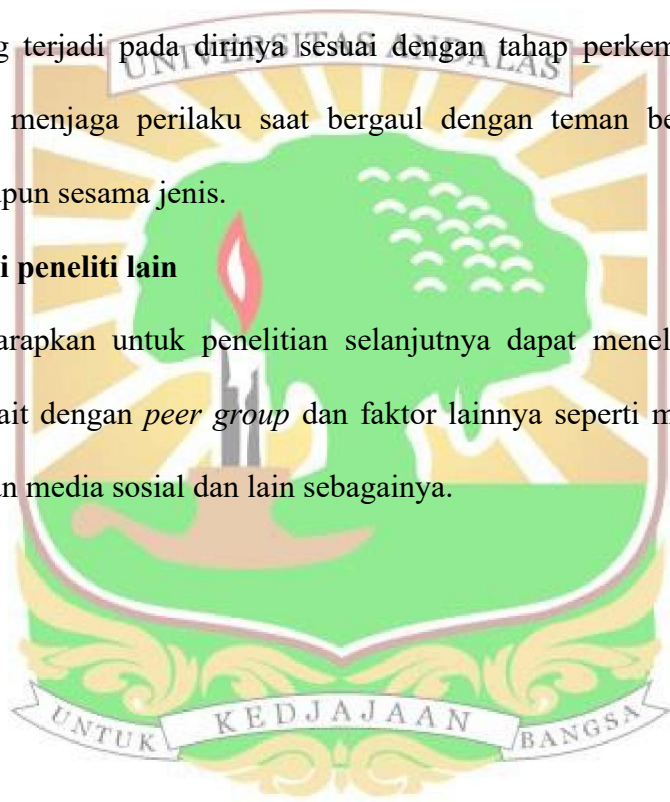 g terjadi pada dirinya sesuai dengan tahap perkem
UNIVERSITAS ANDALAS
menjaga perilaku saat bergaul dengan teman be
pun sesama jenis.
i peneliti lain
arapkan untuk penelitian selanjutnya dapat menel
ait dengan peer group dan faktor lainnya seperti m
n media sosial dan lain sebagainya.
UNTUK KEDJAJAAN BANGSA